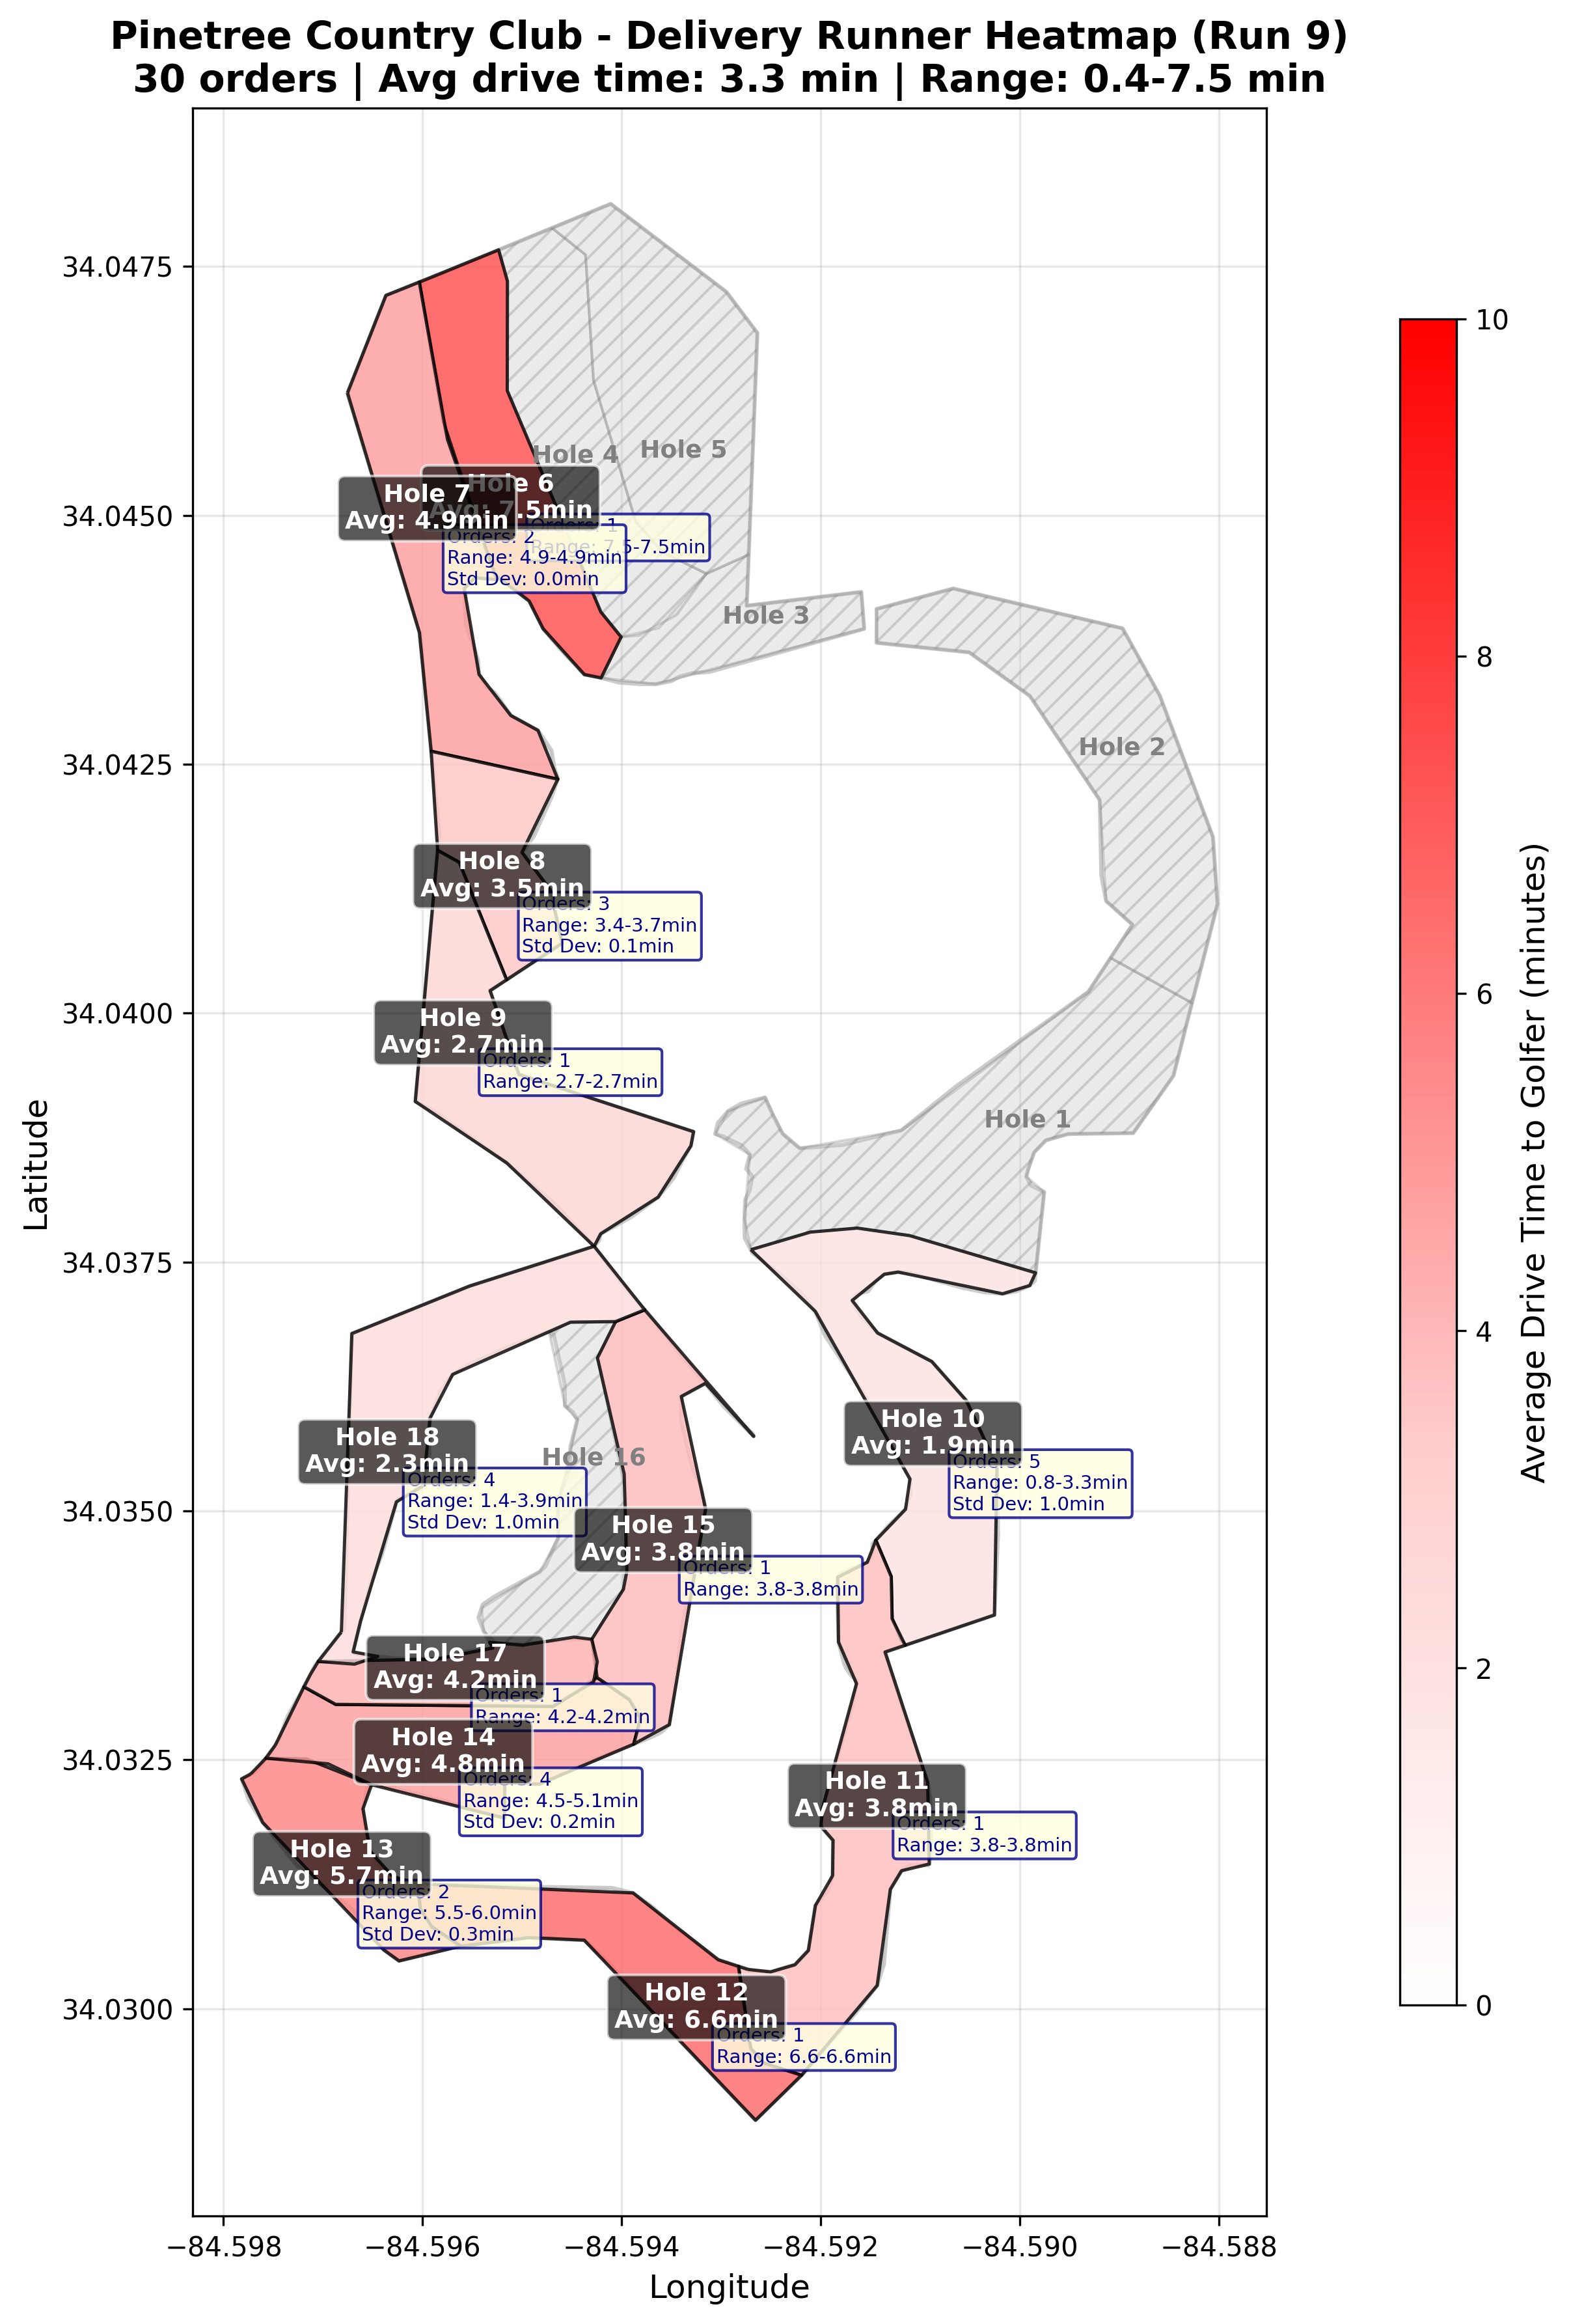 Pinetree Country Club - Delivery Runner Heatmap (Run 9)
30 orders | Avg drive time: 3.3 min | Range: 0.4-7.5 min
Latitude
34.0475
34.0450
34.0425
34.0400
34.0375
34.0350
34.0325
34.0300
Hole 4
Hole 5
Hole 6
Avg: 7.5min
Orders: 1
Range: 7.5-7.5min
Hole 7
Avg: 4.9min
Orders: 2
Range: 4.9-4.9min
Std Dev: 0.0min
Hole 3
Hole 2
Hole 8
Avg: 3.5min
Orders: 3
Range: 3.4-3.7min
Std Dev: 0.1min
Hole 9
Avg: 2.7min
Orders: 1
Range: 2.7-2.7min
Hole 1
Hole 10
Avg: 1.9min
Orders: 5
Range: 0.8-3.3min
Std Dev: 1.0min
Hole 18
Avg: 2.3min
Orders: 4
Range: 1.4-3.9min
Std Dev: 1.0min
Hole 16
Hole 15
Avg: 3.8min
Orders: 1
Range: 3.8-3.8min
Hole 17
Avg: 4.2min
Orders: 1
Range: 4.2-4.2min
Hole 14
Avg: 4.8min
Orders: 4
Range: 4.5-5.1min
Std Dev: 0.2min
Hole 11
Avg: 3.8min
Orders: 1
Range: 3.8-3.8min
Hole 13
Avg: 5.7min
Orders: 2
Range: 5.5-6.0min
Std Dev: 0.3min
Hole 12
Avg: 6.6min
Orders: 1
Range: 6.6-6.6min
−84.598
−84.596
−84.594
−84.592
−84.590
−84.588
Longitude
10
8
6
4
2
0
Average Drive Time to Golfer (minutes)